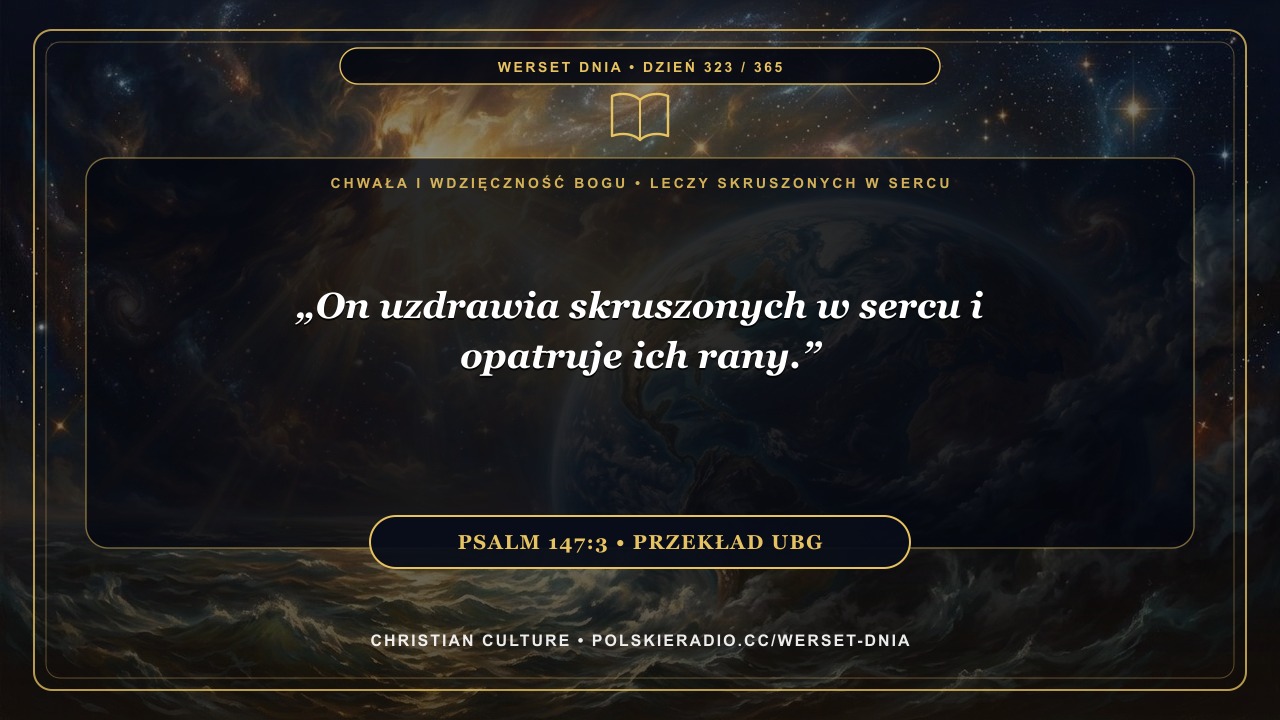 WERSET DNIA • DZIEŃ 323 / 365
CHWAŁA I WDZIĘCZNOŚĆ BOGU • LECZY SKRUSZONYCH W SERCU
„On uzdrawia skruszonych w sercu i
opatruje ich rany.”
PSALM 147:3 • PRZEKŁAD UBG
CHRISTIAN CULTURE • POLSKIERADIO.CC/WERSET-DNIA